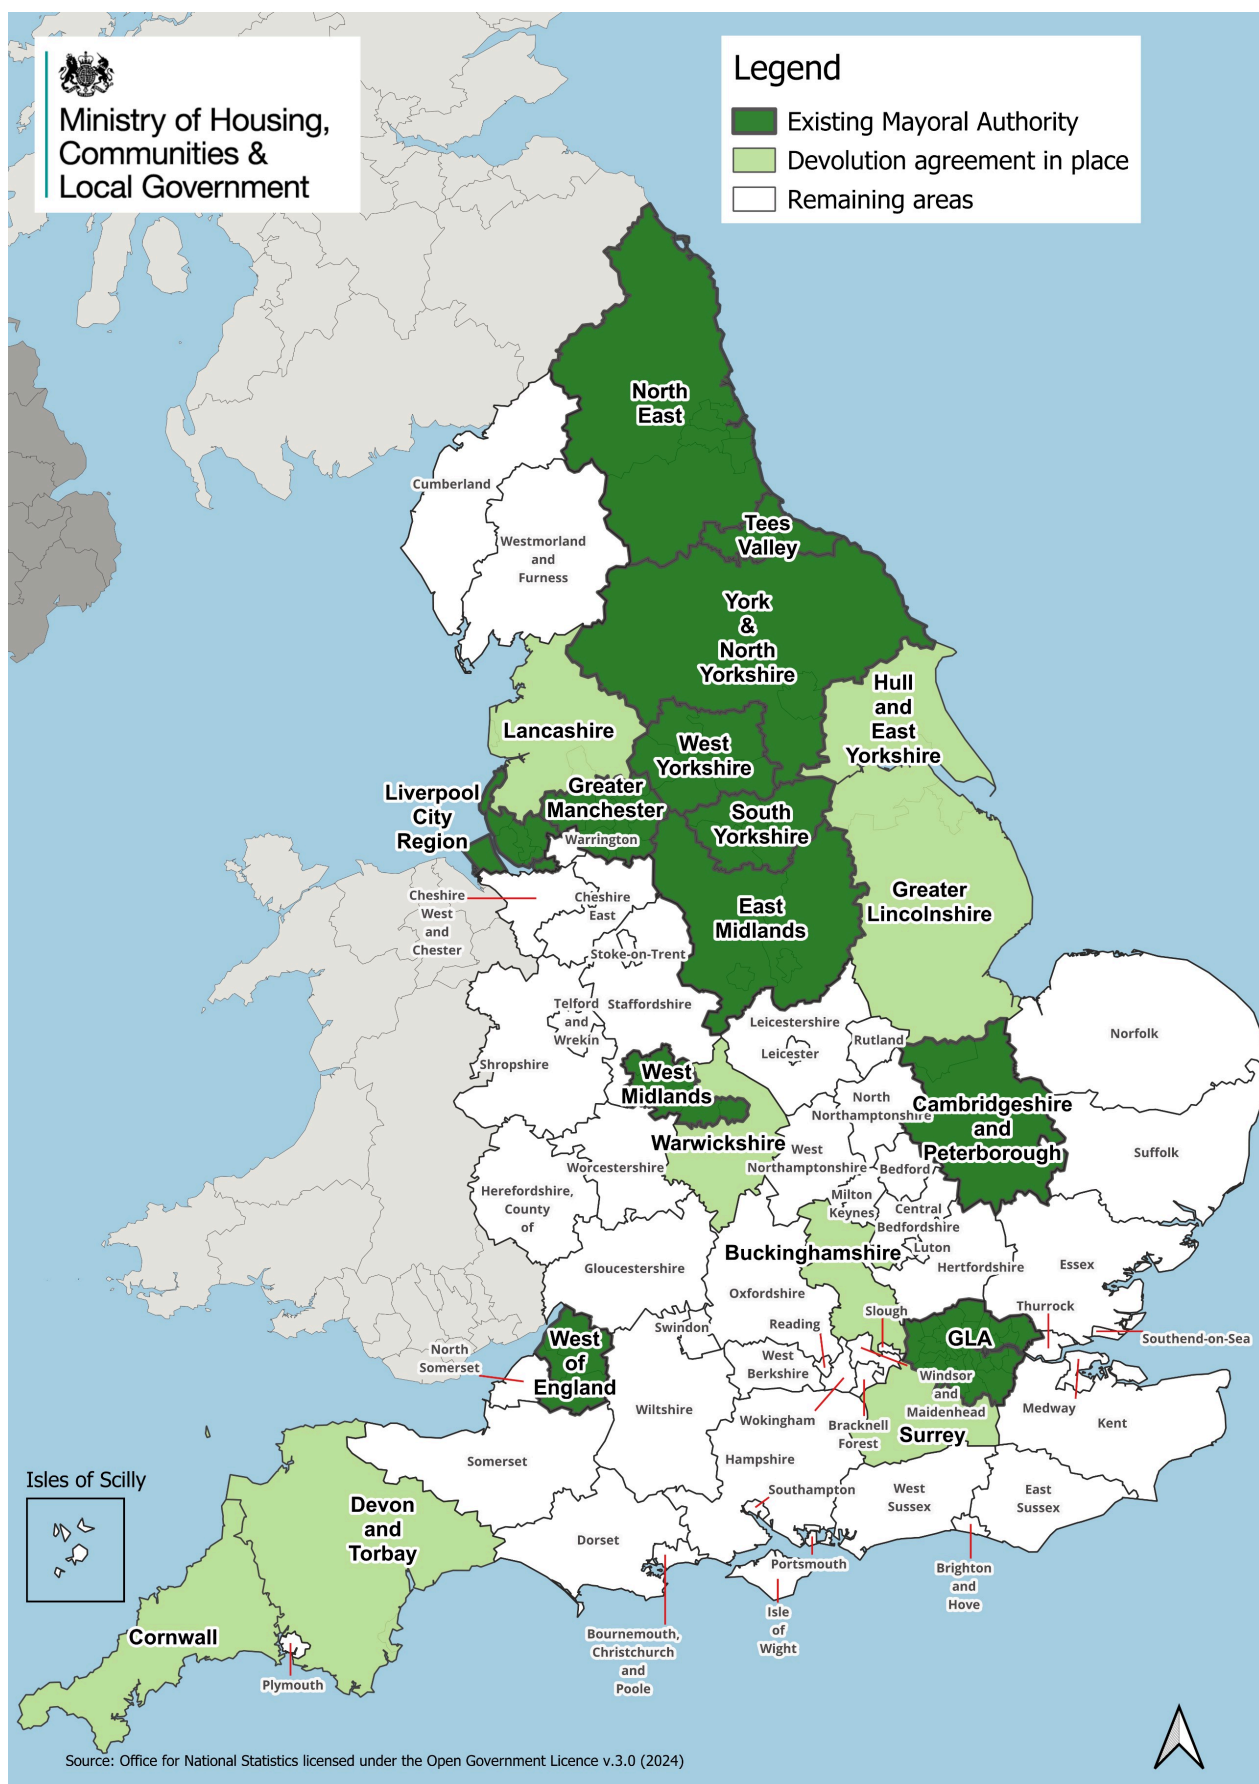 Ministry of Housing,
Communities &
Local Government
Legend
Existing Mayoral Authority
Devolution agreement in place
Remaining areas
North
East
Cumberland
Westmorland
and
Furness
Tees
Valley
York
&
North
Yorkshire
Hull
and
East
Yorkshire
Lancashire
West
Yorkshire
Liverpool
City
Region
Greater
Manchester
South
Yorkshire
Warrington
Cheshire
West
and
Chester
Cheshire
East
East
Midlands
Greater
Lincolnshire
Stoke-on-Trent
Telford
and
Wrekin
Staffordshire
Leicestershire
Leicester
Rutland
Norfolk
Shropshire
West
Midlands
North
Northamptonshire
Cambridgeshire
and
Peterborough
Warwickshire
West
Northamptonshire
Suffolk
Worcestershire
Bedford
Herefordshire,
County
of
Milton
Keynes
Central
Bedfordshire
Luton
Buckinghamshire
Gloucestershire
Hertfordshire
Essex
Oxfordshire
Slough
Thurrock
Reading
Swindon
GLA
Southend-on-Sea
North
Somerset
West
of
England
West
Berkshire
Windsor
and
Maidenhead
Wiltshire
Wokingham
Bracknell
Forest
Medway
Kent
Surrey
Somerset
Hampshire
Isles of Scilly
Southampton
West
Sussex
East
Sussex
Devon
and
Torbay
Dorset
Portsmouth
Brighton
and
Hove
Isle
of
Wight
Cornwall
Bournemouth,
Christchurch
and
Poole
Plymouth
Source: Office for National Statistics licensed under the Open Government Licence v.3.0 (2024)